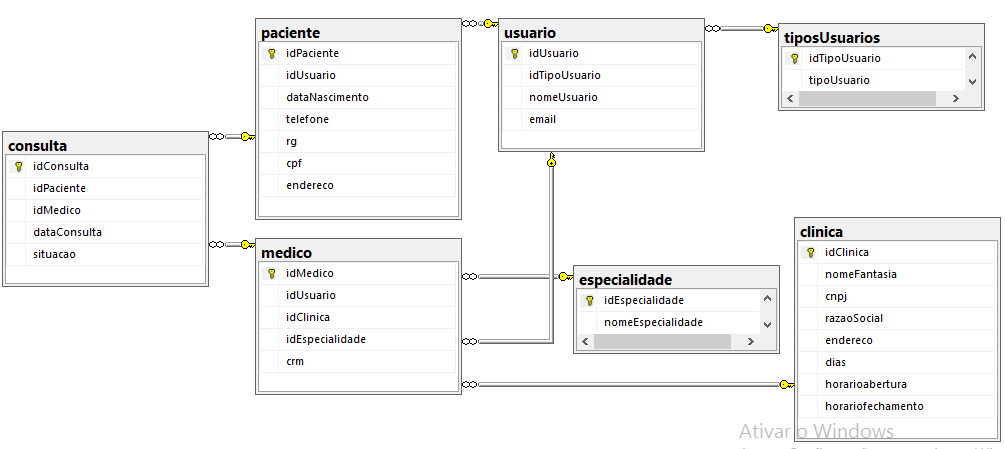 paciente
idPaciente
idUsuario
dataNascimento
telefone
rg
cpf
endereco
usuario
idUsuario
idTipoUsuario
nomeUsuario
email
tiposUsuarios
idTipoUsuario
tipoUsuario
consulta
idConsulta
idPaciente
idMedico
dataConsulta
situacao
medico
idMedico
idUsuario
idClinica
idEspecialidade
crm
especialidade
idEspecialidade
nomeEspecialidade
clinica
idClinica
nomeFantasia
cnpj
razaoSocial
endereco
dias
horarioabertura
horariofechamento
Ativar o Windows